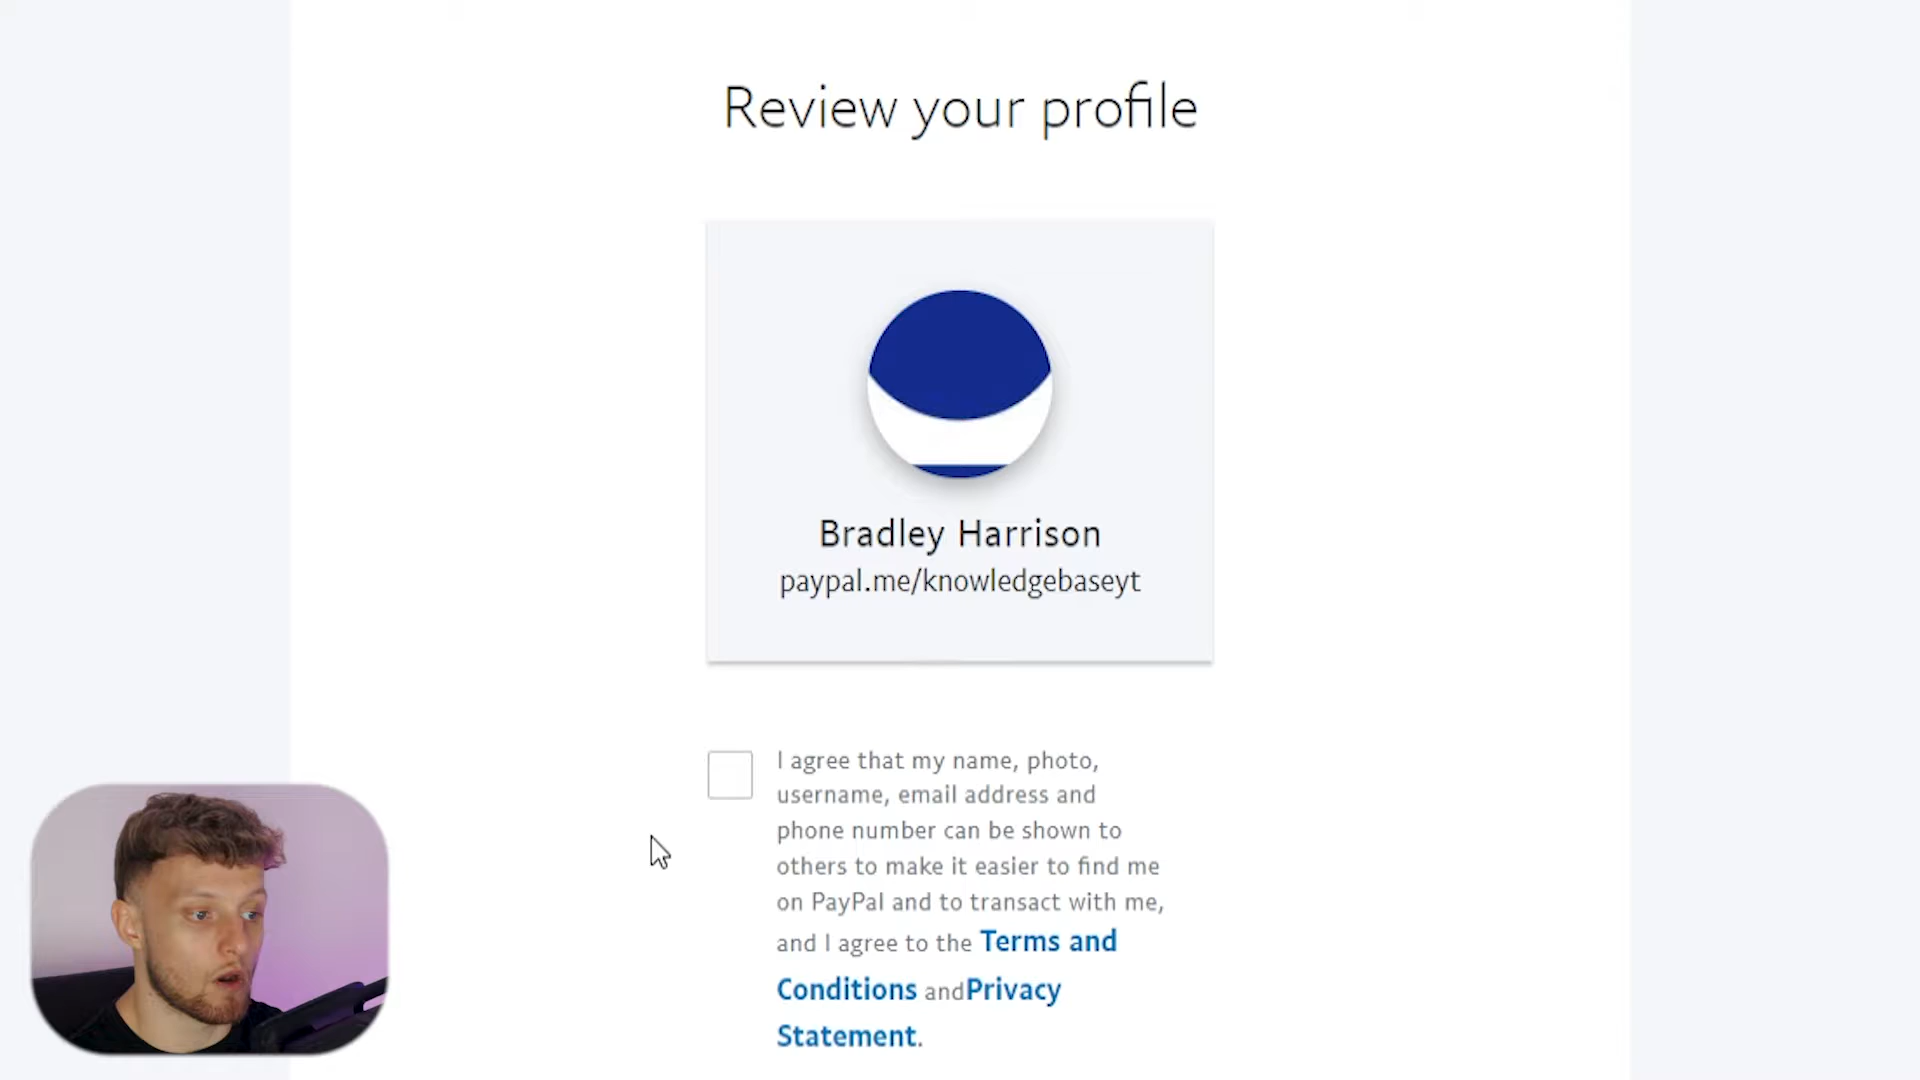 Review your profile
Bradley Harrison
paypal.me/knowledgebaseyt
I agree that my name, photo,
username, email address and
phone number can be shown to
others to make it easier to find me
on PayPal and to transact with me,
and I agree to the Terms and
Conditions andPrivacy
Statement.